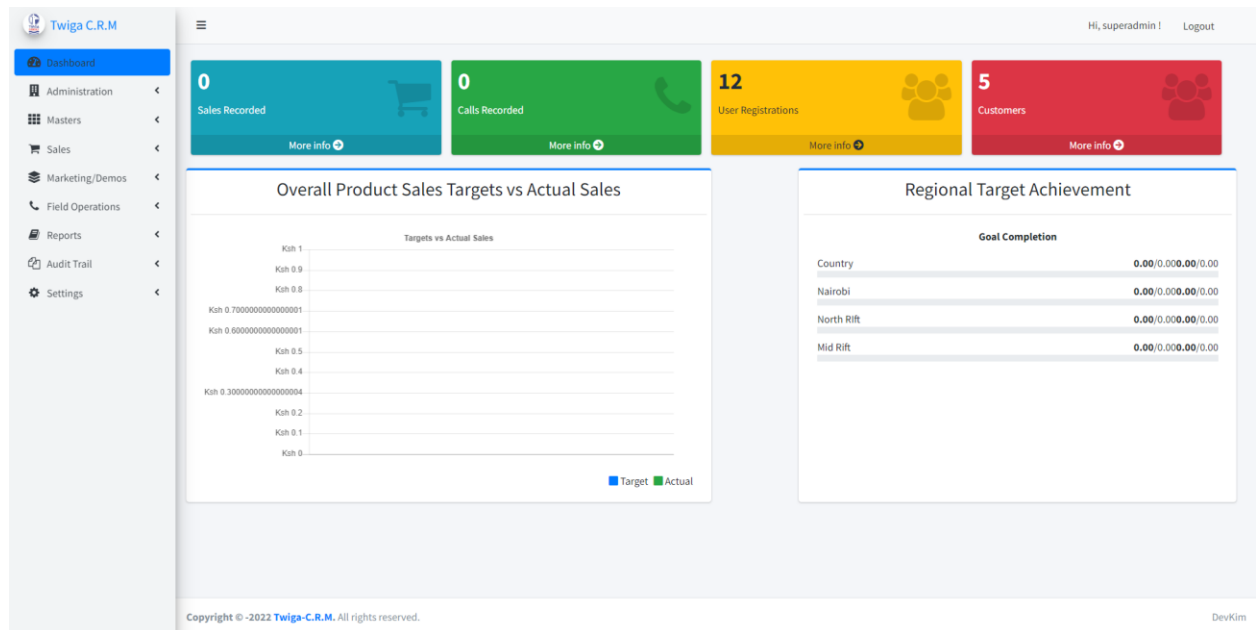 Twiga C.R.M
Hi, superadmin !
Logout
Dashboard
Administration
Masters
Sales
Marketing/Demos
Field Operations
Reports
Audit Trail
Settings
0
Sales Recorded
More info
0
Calls Recorded
More info
12
User Registrations
More info
5
Customers
More info
Overall Product Sales Targets vs Actual Sales
Targets vs Actual Sales
Ksh 1
Ksh 0.9
Ksh 0.8
Ksh 0.7000000000000001
Ksh 0.6000000000000001
Ksh 0.5
Ksh 0.4
Ksh 0.30000000000000004
Ksh 0.2
Ksh 0.1
Ksh 0
Target Actual
Regional Target Achievement
Goal Completion
Country 0.00/0.000.00/0.00
Nairobi 0.00/0.000.00/0.00
North RIft 0.00/0.000.00/0.00
Mid Rift 0.00/0.000.00/0.00
Copyright © -2022 Twiga-C.R.M. All rights reserved.
DevKim